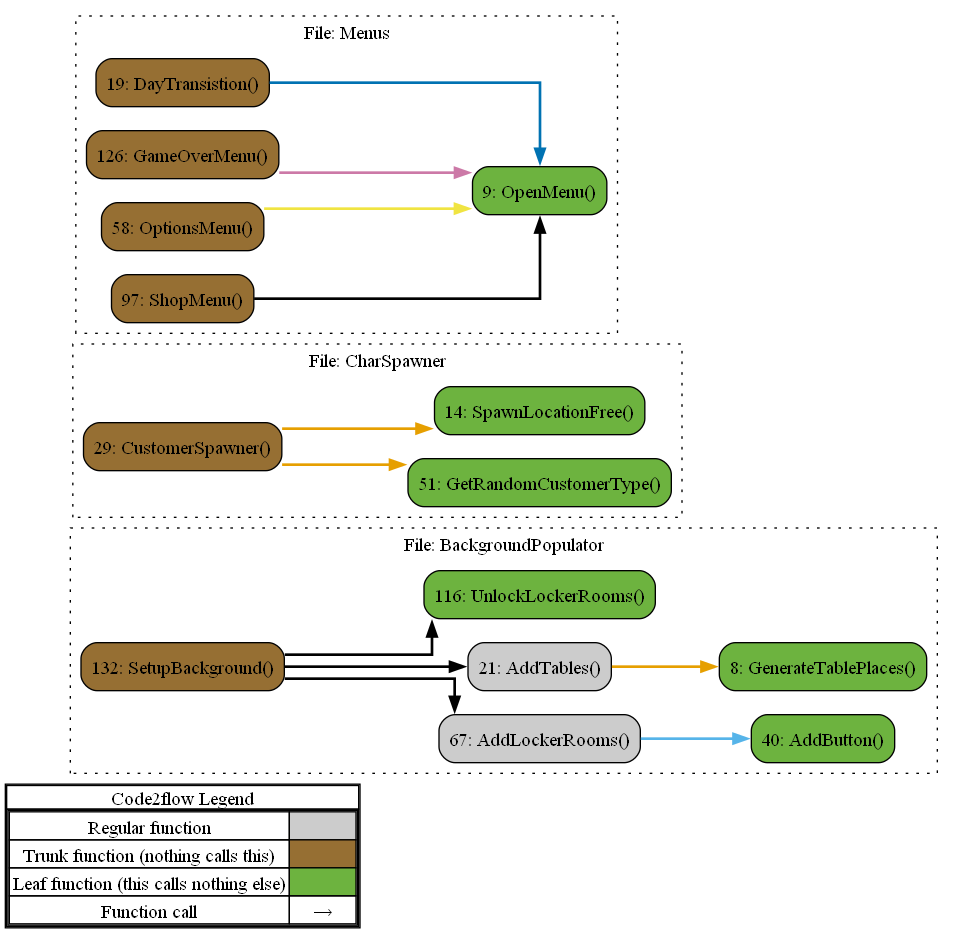 File: Menus
19: DayTransistion()
126: GameOverMenu()
9: OpenMenu()
58: OptionsMenu()
97: ShopMenu()
File: CharSpawner
14: SpawnLocationFree()
29: CustomerSpawner()
51: GetRandomCustomerType()
File: BackgroundPopulator
116: UnlockLockerRooms()
132: SetupBackground()
21: AddTables()
8: GenerateTablePlaces()
67: AddLockerRooms()
40: AddButton()
Code2flow Legend
Regular function
Trunk function (nothing calls this)
Leaf function (this calls nothing else)
Function call →